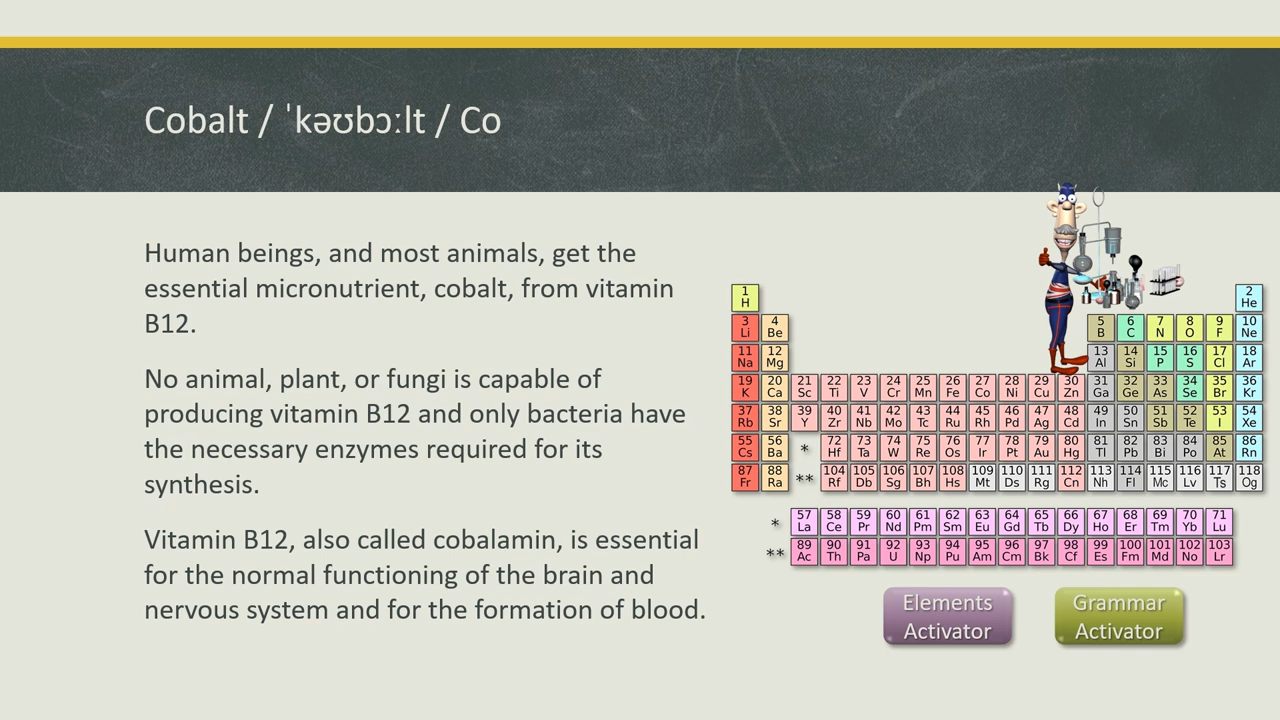 Cobalt / ˈkəʊbɔːlt / Co
Human beings, and most animals, get the
essential micronutrient, cobalt, from vitamin
B12.
No animal, plant, or fungi is capable of
producing vitamin B12 and only bacteria have
the necessary enzymes required for its
synthesis.
Vitamin B12, also called cobalamin, is essential
for the normal functioning of the brain and
nervous system and for the formation of blood.
1 2
H He
3 4 5 6 7 8 9 10
Li Be B C N O F Ne
11 12 13 14 15 16 17 18
Na Mg Al Si P S Cl Ar
19 20 21 22 23 24 25 26 27 28 29 30 31 32 33 34 35 36
K Ca Sc Ti V Cr Mn Fe Co Ni Cu Zn Ga Ge As Se Br Kr
37 38 39 40 41 42 43 44 45 46 47 48 49 50 51 52 53 54
Rb Sr Y Zr Nb Mo Tc Ru Rh Pd Ag Cd In Sn Sb Te I Xe
55 56 * 72 73 74 75 76 77 78 79 80 81 82 83 84 85 86
Cs Ba Hf Ta W Re Os Ir Pt Au Hg Tl Pb Bi Po At Rn
87 88 ** 104 105 106 107 108 109 110 111 112 113 114 115 116 117 118
Fr Ra Rf Db Sg Bh Hs Mt Ds Rg Cn Nh Fl Mc Lv Ts Og
* 57 58 59 60 61 62 63 64 65 66 67 68 69 70 71
La Ce Pr Nd Pm Sm Eu Gd Tb Dy Ho Er Tm Yb Lu
** 89 90 91 92 93 94 95 96 97 98 99 100 101 102 103
Ac Th Pa U Np Pu Am Cm Bk Cf Es Fm Md No Lr
Elements
Activator
Grammar
Activator